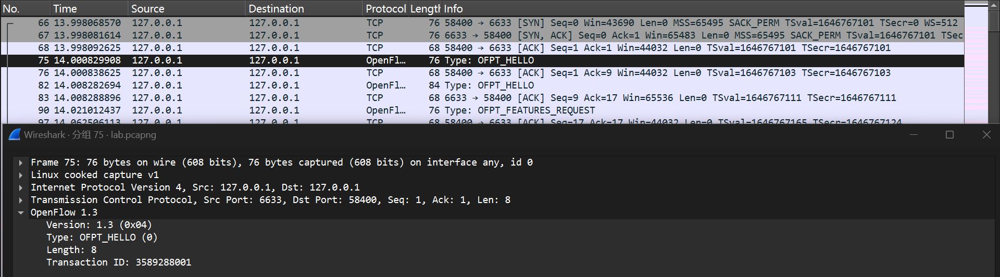 No. Time Source Destination Protocol Length Info
66 13.998068570 127.0.0.1 127.0.0.1 TCP 76 58400 → 6633 [SYN] Seq=0 Win=43690 Len=0 MSS=65495 SACK_PERM TSval=1646767101 TSecr=0 WS=512
67 13.998081614 127.0.0.1 127.0.0.1 TCP 76 6633 → 58400 [SYN, ACK] Seq=0 Ack=1 Win=65483 Len=0 MSS=65495 SACK_PERM TSval=1646767101 TSec
68 13.998092625 127.0.0.1 127.0.0.1 TCP 68 58400 → 6633 [ACK] Seq=1 Ack=1 Win=44032 Len=0 TSval=1646767101 TSecr=1646767101
75 14.000829908 127.0.0.1 127.0.0.1 OpenFl… 76 Type: OFPT_HELLO
76 14.000838625 127.0.0.1 127.0.0.1 TCP 68 58400 → 6633 [ACK] Seq=1 Ack=9 Win=44032 Len=0 TSval=1646767103 TSecr=1646767103
82 14.008282694 127.0.0.1 127.0.0.1 OpenFl… 84 Type: OFPT_HELLO
83 14.008288896 127.0.0.1 127.0.0.1 TCP 68 6633 → 58400 [ACK] Seq=9 Ack=17 Win=65536 Len=0 TSval=1646767111 TSecr=1646767111
90 14.021012437 127.0.0.1 127.0.0.1 OpenFl… 76 Type: OFPT_FEATURES_REQUEST
97 14.062506113 127.0.0.1 127.0.0.1 TCP 68 58400 → 6633 [ACK] Seq=17 Ack=17 Win=44032 Len=0 TSval=1646767165 TSecr=1646767124
Wireshark · 分组 75 · lab.pcapng
Frame 75: 76 bytes on wire (608 bits), 76 bytes captured (608 bits) on interface any, id 0
Linux cooked capture v1
Internet Protocol Version 4, Src: 127.0.0.1, Dst: 127.0.0.1
Transmission Control Protocol, Src Port: 6633, Dst Port: 58400, Seq: 1, Ack: 1, Len: 8
OpenFlow 1.3
Version: 1.3 (0x04)
Type: OFPT_HELLO (0)
Length: 8
Transaction ID: 3589288001